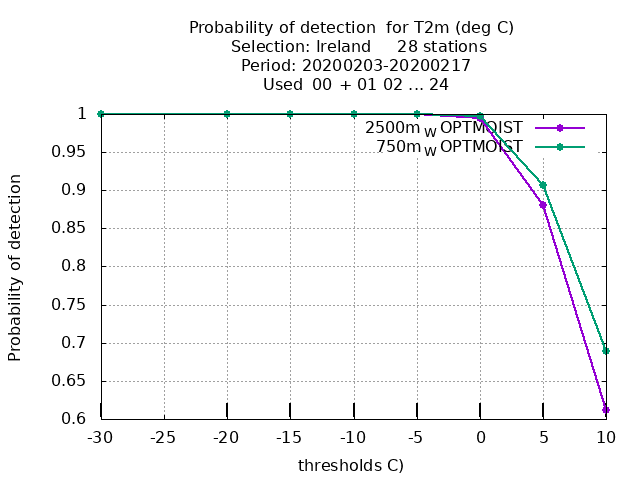 Probability of detection  for T2m (deg C)
Selection: Ireland     28 stations
Period: 20200203-20200217
Used  00  + 01 02 ... 24
Probability of detection
1
0.95
0.9
0.85
0.8
0.75
0.7
0.65
0.6
2500m W OPTMOIST
750m W OPTMOIST
-30 -25 -20 -15 -10 -5 0 5 10
thresholds C)